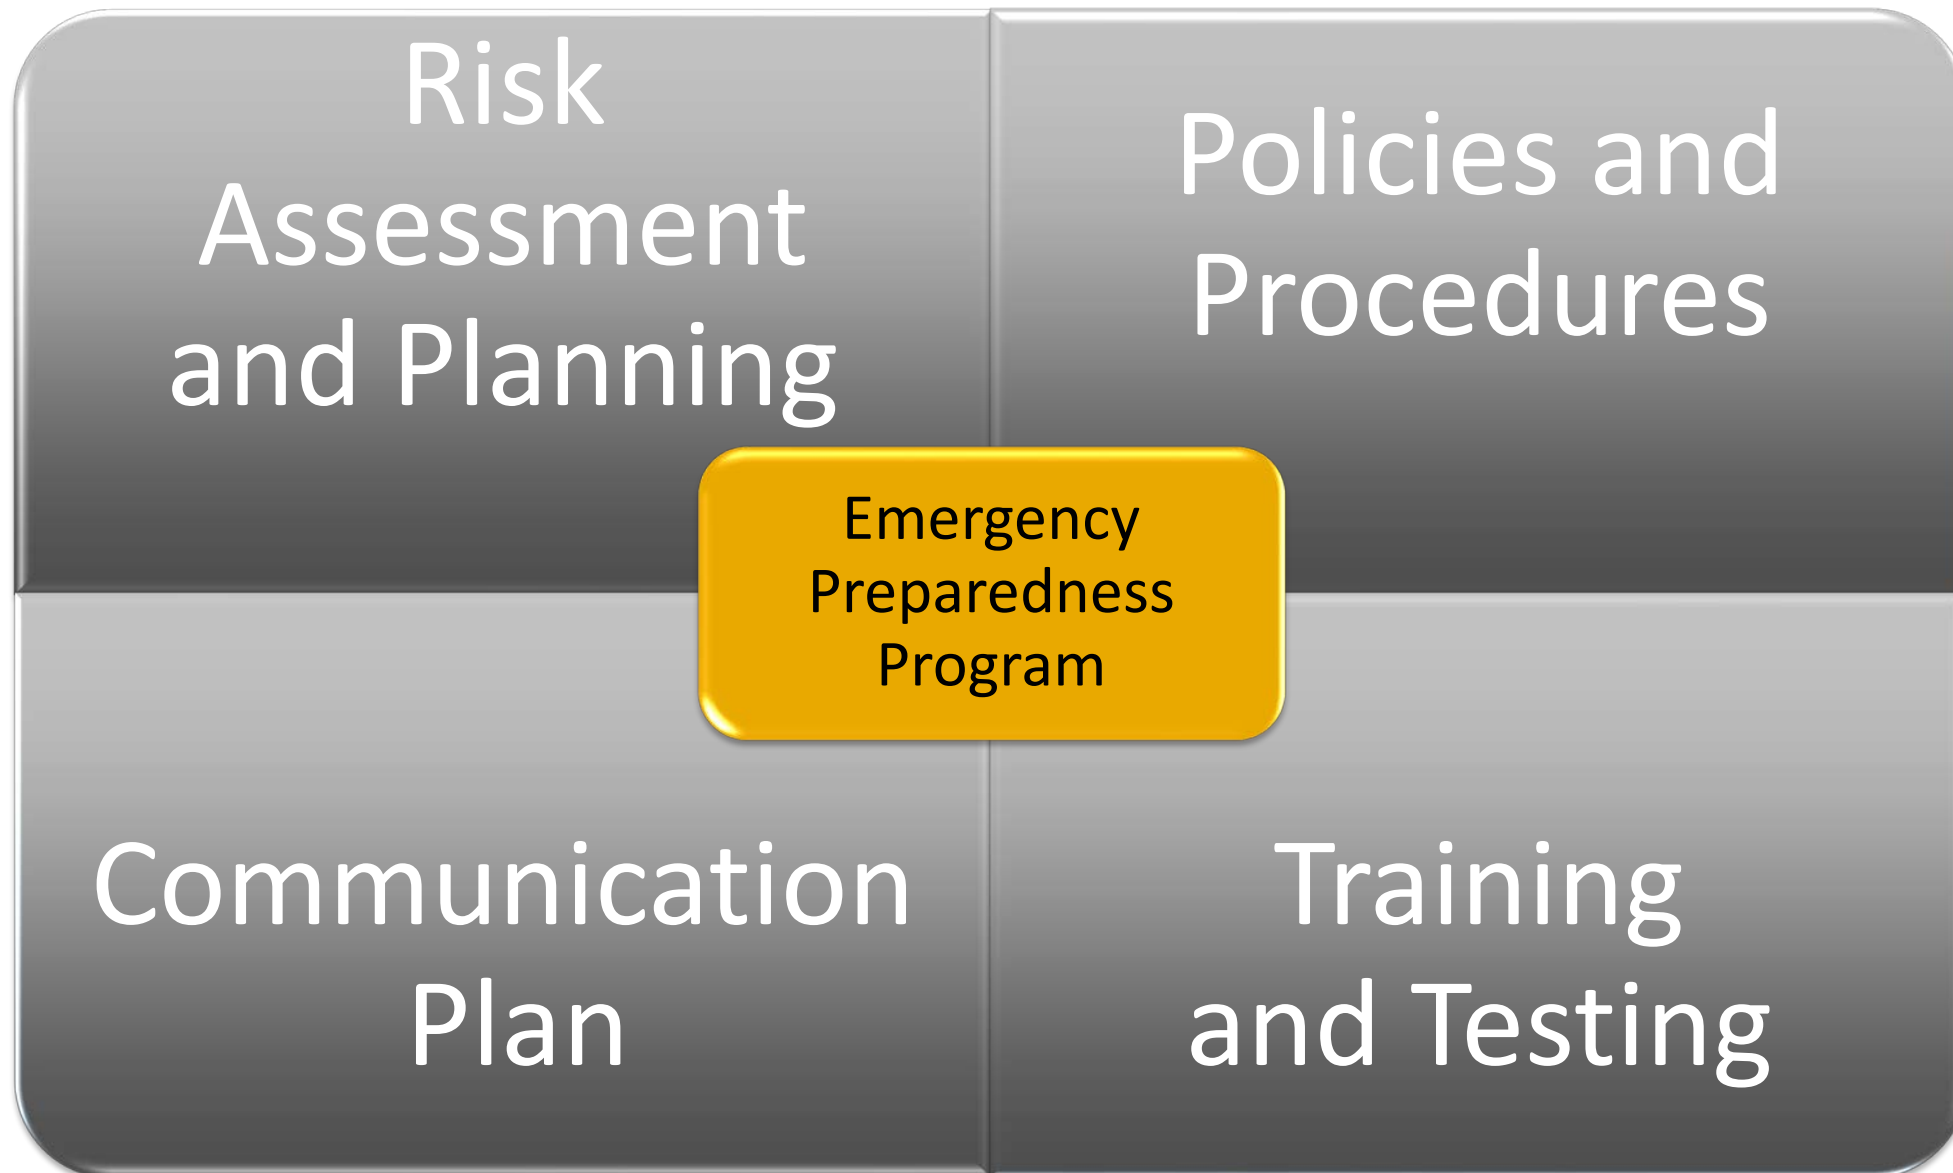 Risk
Assessment
and Planning
Policies and
Procedures
Emergency
Preparedness
Program
Communication
Plan
Training
and Testing